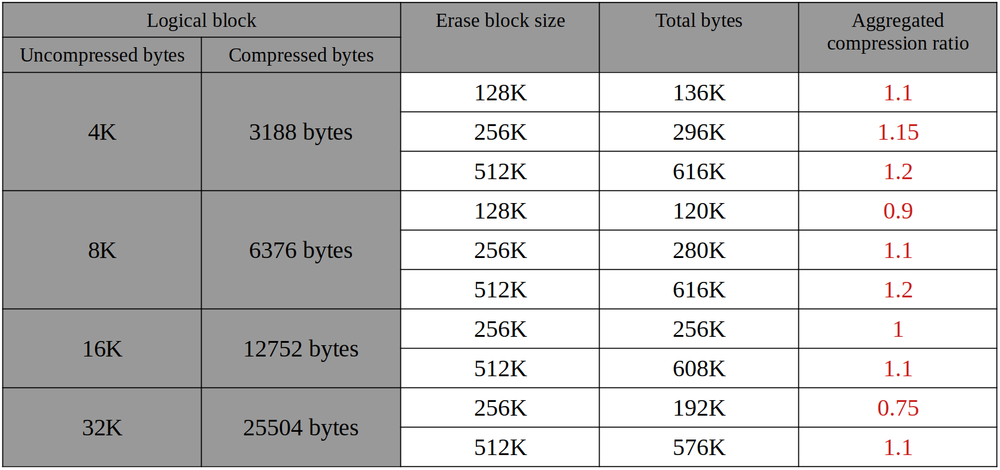 Logical block
Erase block size
Total bytes
Aggregated
compression ratio
Uncompressed bytes
Compressed bytes
4K
3188 bytes
128K
136K
1.1
256K
296K
1.15
512K
616K
1.2
8K
6376 bytes
128K
120K
0.9
256K
280K
1.1
512K
616K
1.2
16K
12752 bytes
256K
256K
1
512K
608K
1.1
32K
25504 bytes
256K
192K
0.75
512K
576K
1.1